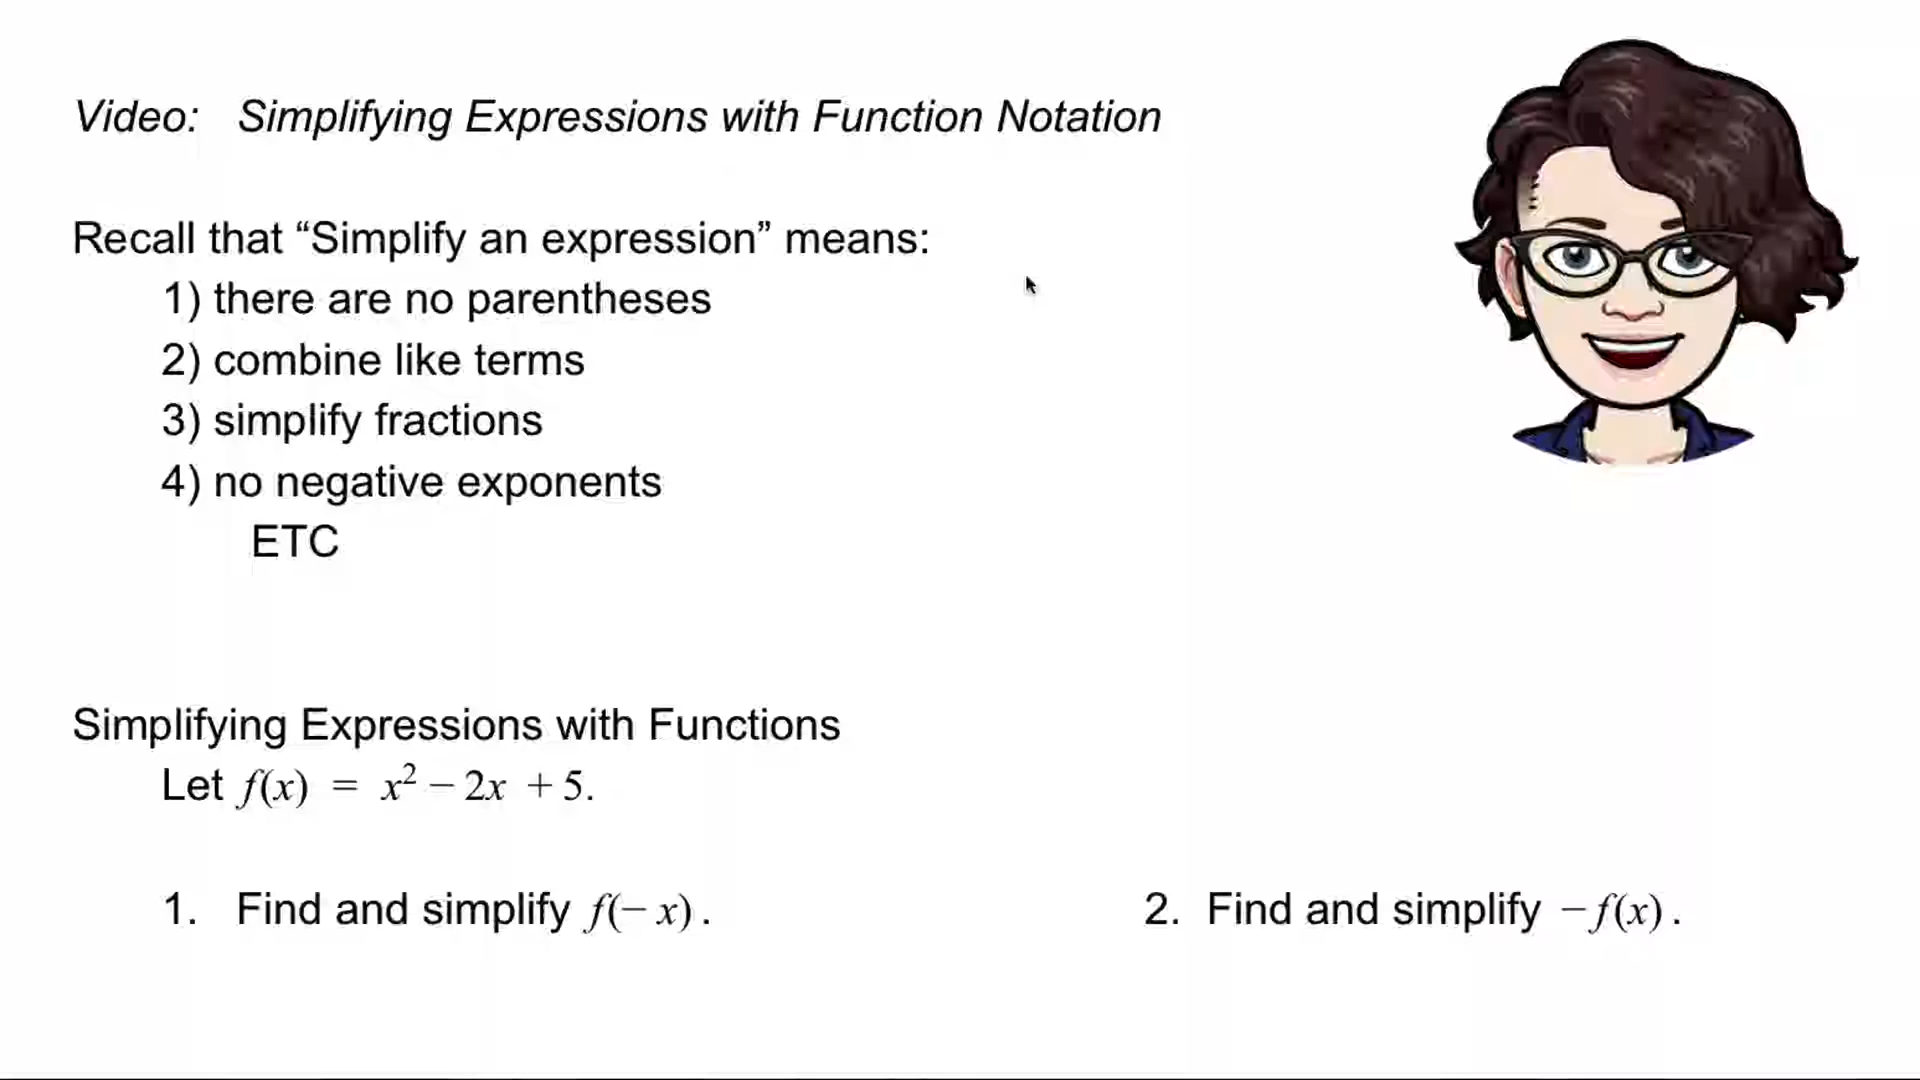 Video: Simplifying Expressions with Function Notation
Recall that “Simplify an expression” means:
1) there are no parentheses
2) combine like terms
3) simplify fractions
4) no negative exponents
ETC
Simplifying Expressions with Functions
Let f(x) = x² − 2x + 5.
1. Find and simplify f(− x) .
2. Find and simplify − f(x) .